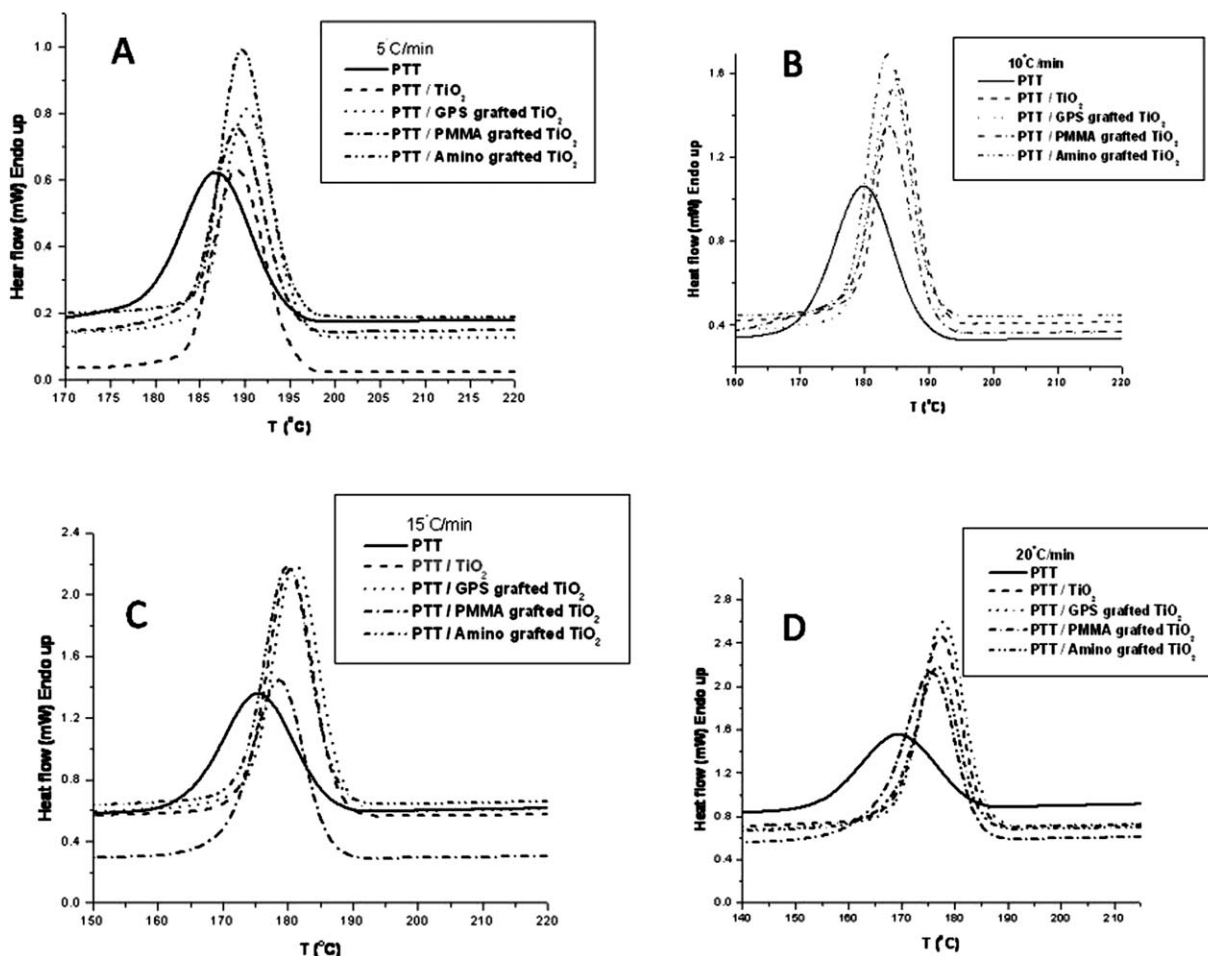 A
5°C/min
PTT
PTT / TiO2
PTT / GPS grafted TiO2
PTT / PMMA grafted TiO2
PTT / Amino grafted TiO2
Hear flow (mW) Endo up
1.0
0.8
0.6
0.4
0.2
0.0
170 175 180 185 190 195 200 205 210 215 220
T (°C)
B
10°C/min
PTT
PTT / TiO2
PTT / GPS grafted TiO2
PTT / PMMA grafted TiO2
PTT / Amino grafted TiO2
Heat flow (mW) Endo up
1.6
1.2
0.8
0.4
160 170 180 190 200 210 220
T (°C)
C
15°C/min
PTT
PTT / TiO2
PTT / GPS grafted TiO2
PTT / PMMA grafted TiO2
PTT / Amino grafted TiO2
Heat flow (mW) Endo up
2.4
2.0
1.6
1.2
0.8
0.4
0.0
150 160 170 180 190 200 210 220
T (°C)
D
20°C/min
PTT
PTT / TiO2
PTT / GPS grafted TiO2
PTT / PMMA grafted TiO2
PTT / Amino grafted TiO2
Heat flow (mW) Endo up
2.8
2.4
2.0
1.6
1.2
0.8
0.4
0.0
140 150 160 170 180 190 200 210
T (°C)